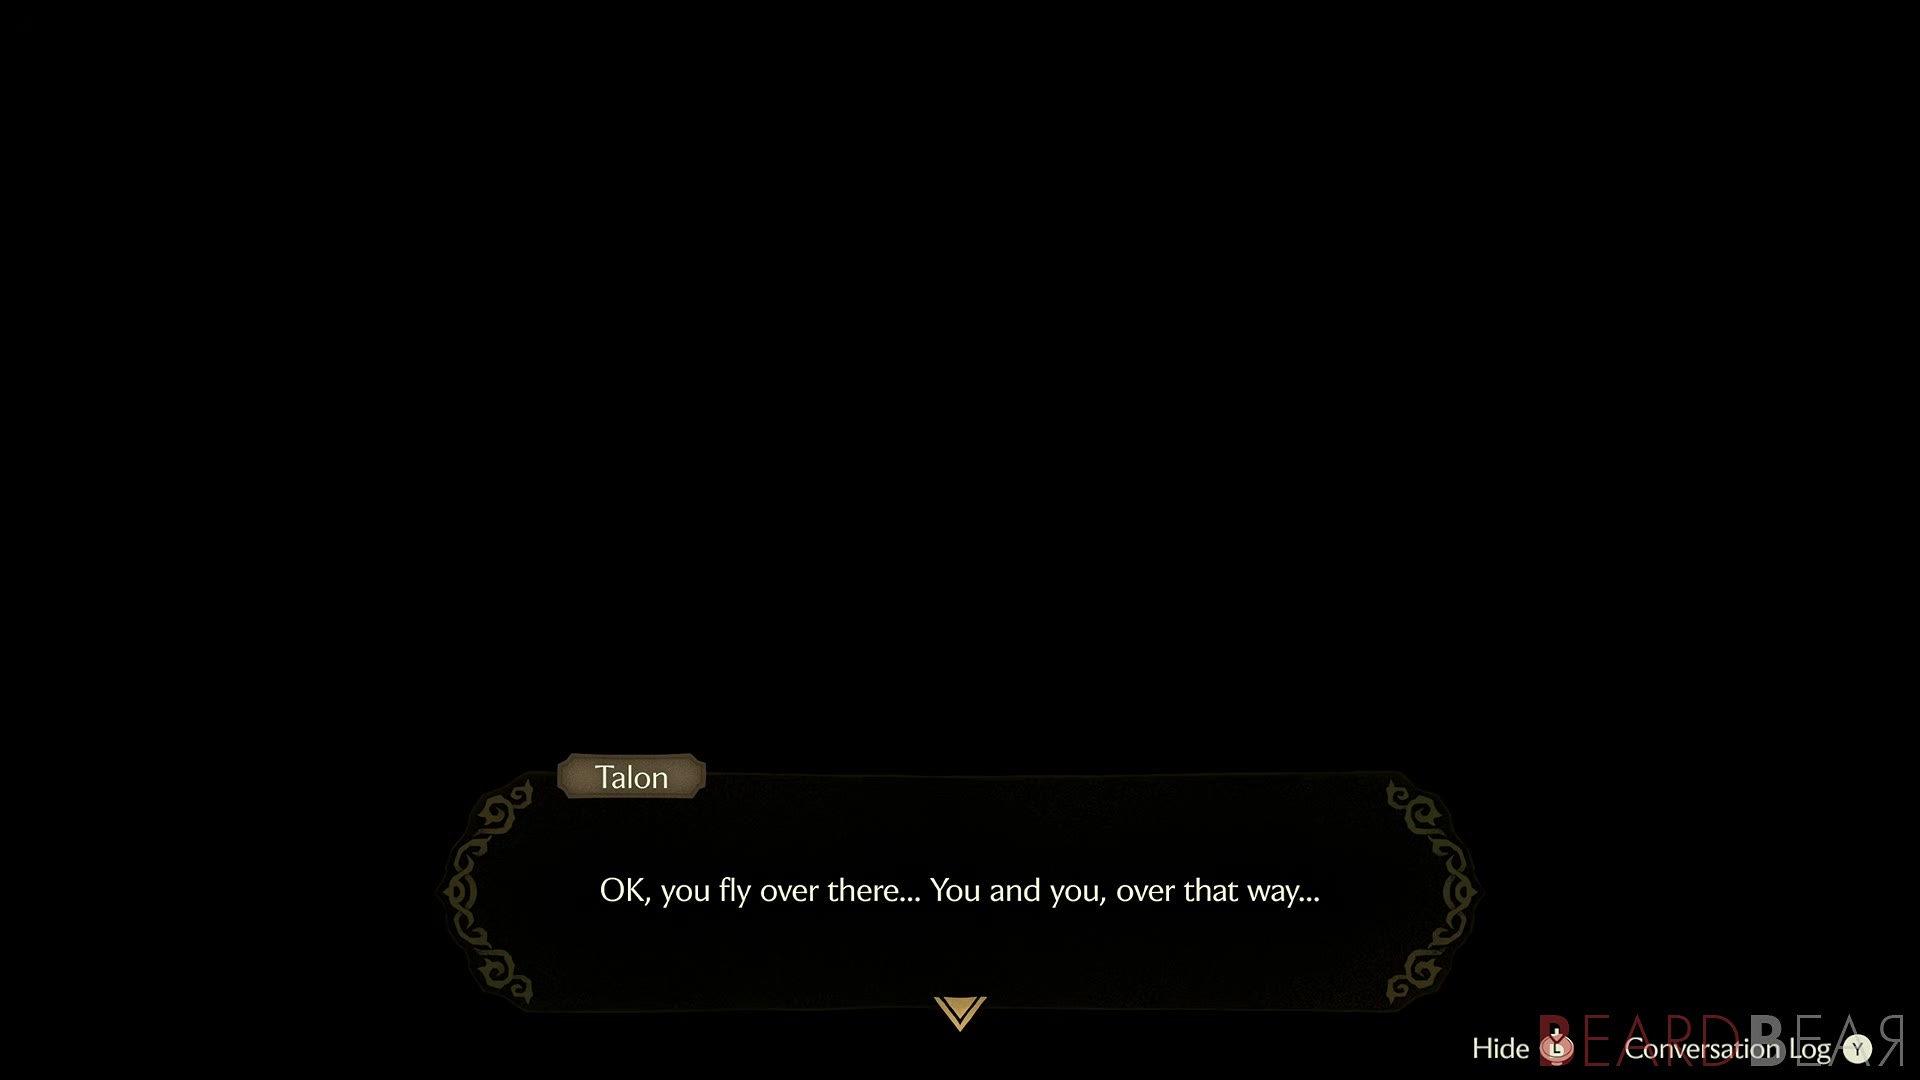 Talon
OK, you fly over there... You and you, over that way...
Hide L Conversation Log Y
BEARDBEAR